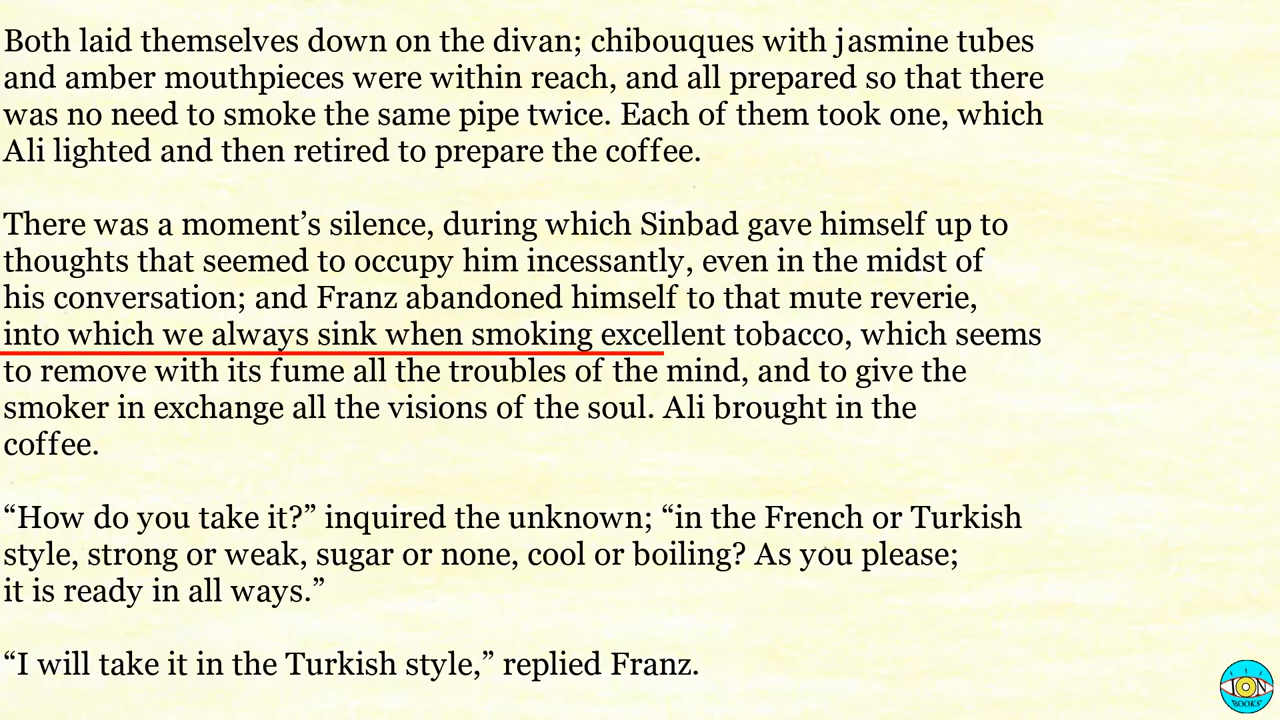 Both laid themselves down on the divan; chibouques with jasmine tubes
and amber mouthpieces were within reach, and all prepared so that there
was no need to smoke the same pipe twice. Each of them took one, which
Ali lighted and then retired to prepare the coffee.
There was a moment’s silence, during which Sinbad gave himself up to
thoughts that seemed to occupy him incessantly, even in the midst of
his conversation; and Franz abandoned himself to that mute reverie,
into which we always sink when smoking excellent tobacco, which seems
to remove with its fume all the troubles of the mind, and to give the
smoker in exchange all the visions of the soul. Ali brought in the
coffee.
“How do you take it?” inquired the unknown; “in the French or Turkish
style, strong or weak, sugar or none, cool or boiling? As you please;
it is ready in all ways.”
“I will take it in the Turkish style,” replied Franz.
ION
BOOKS